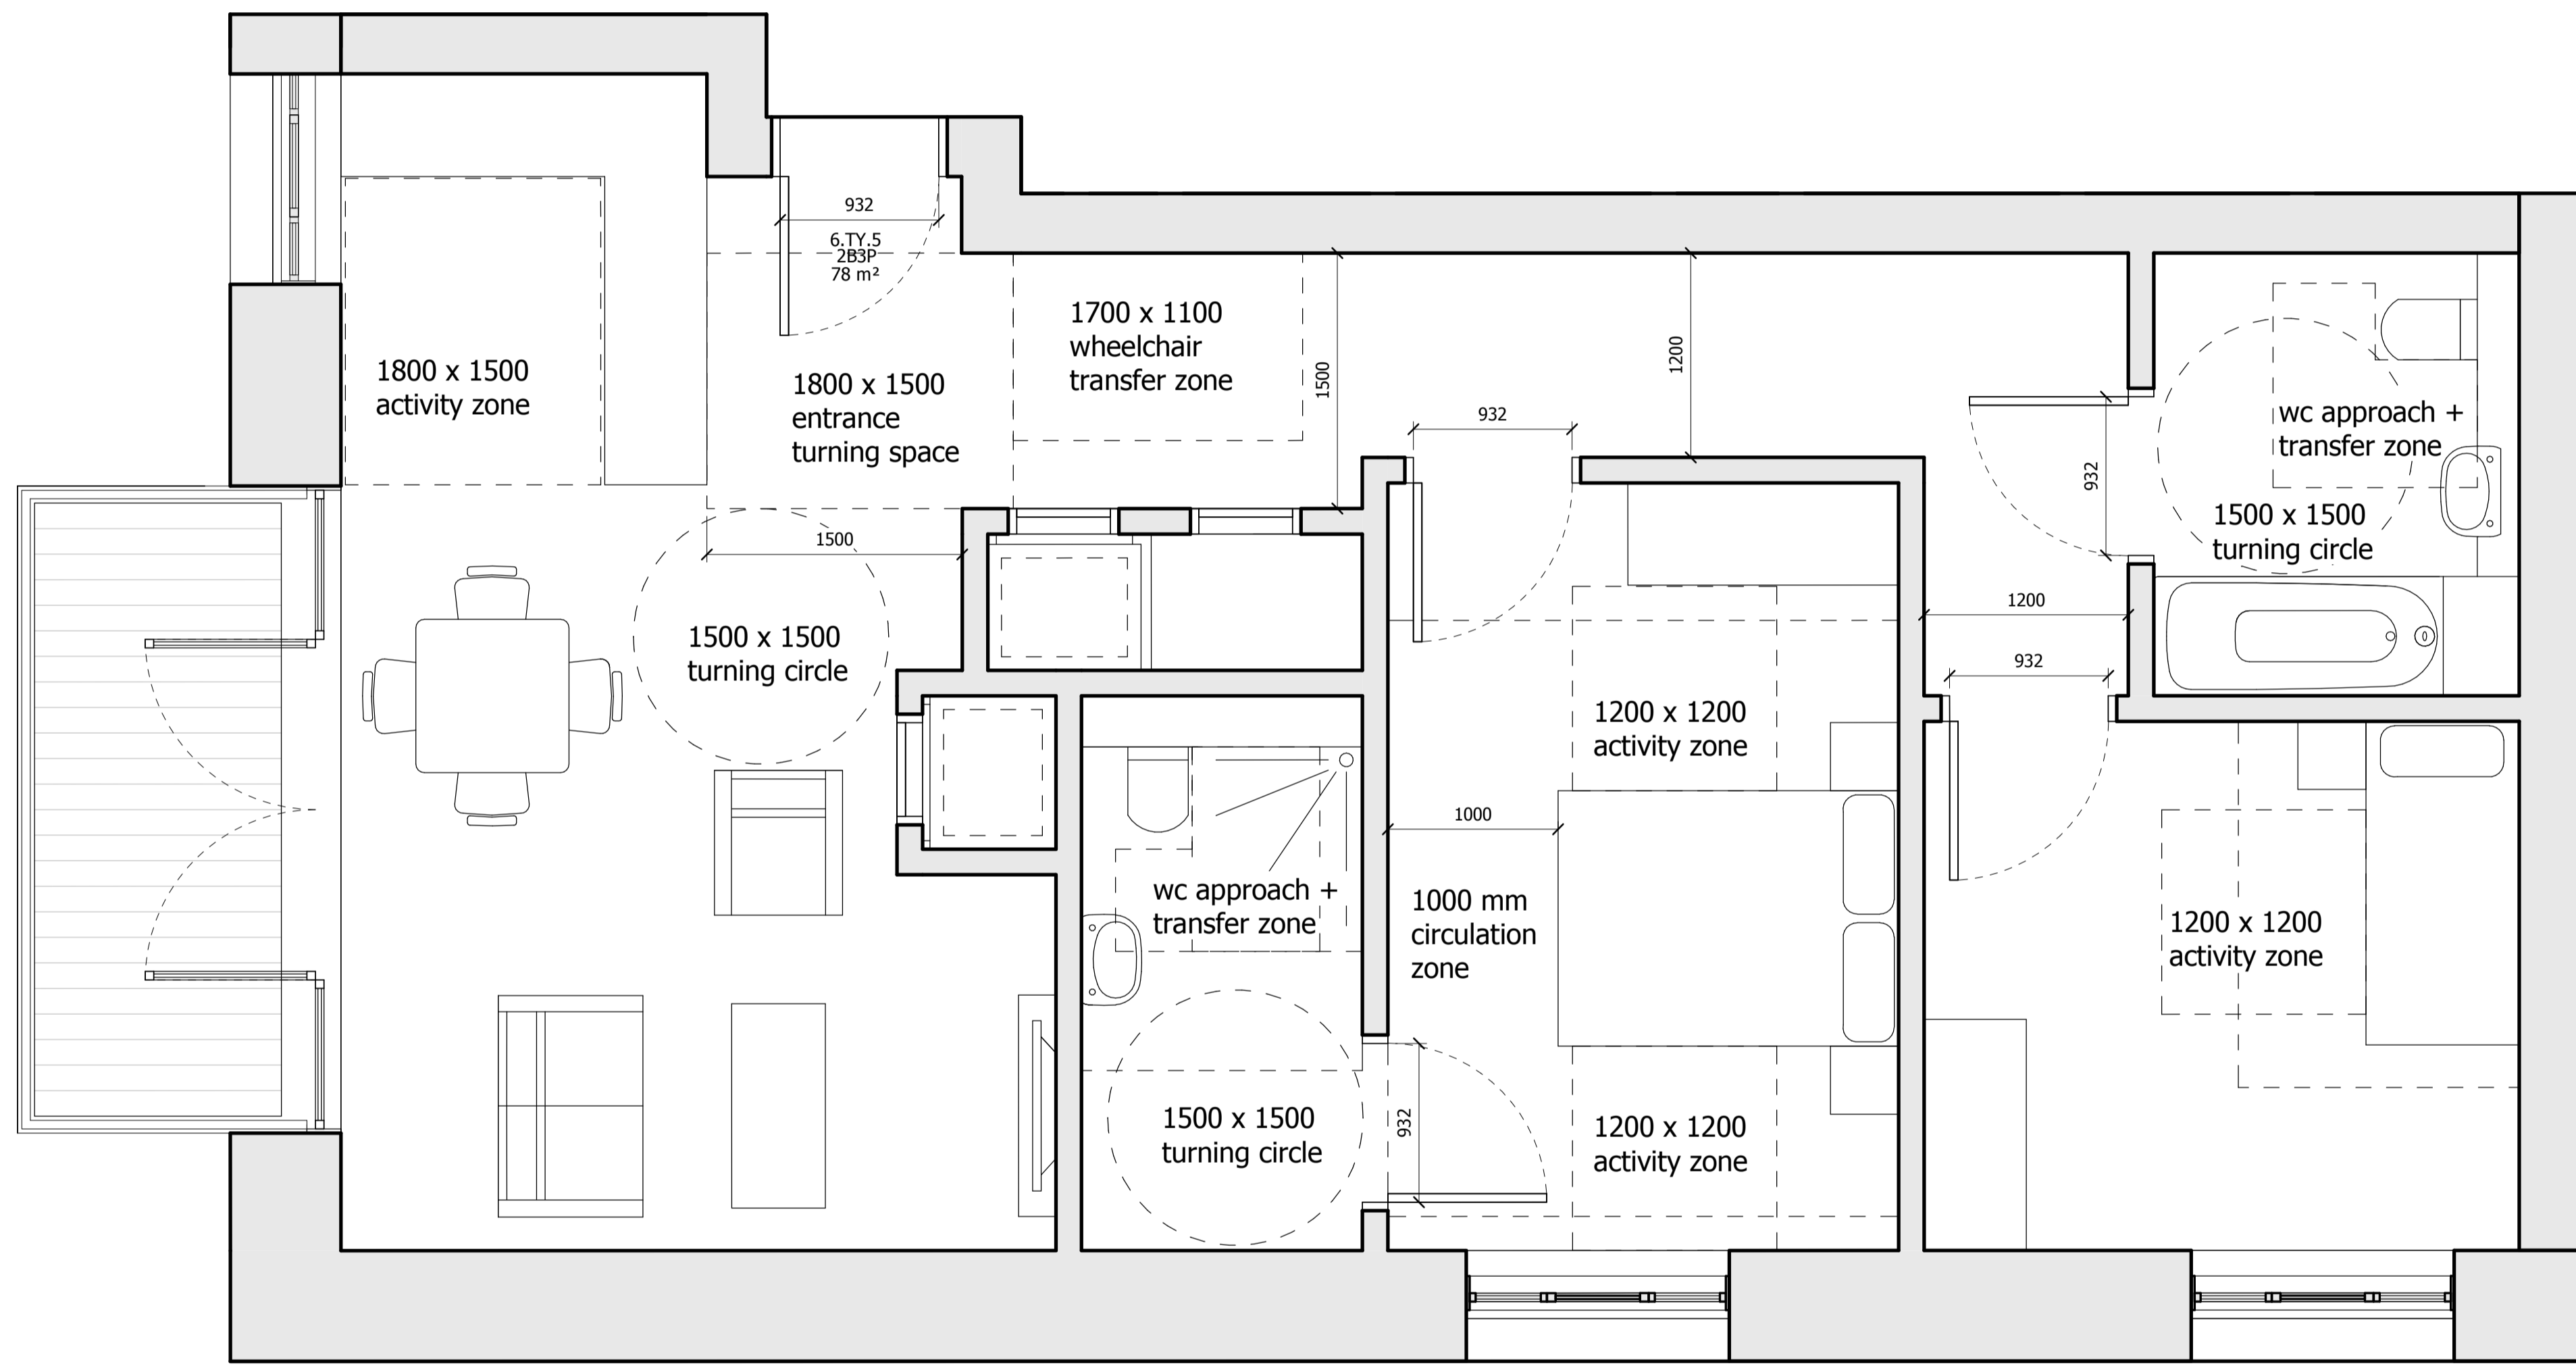 932
6.TY.5
2B3P
78 m²
1800 x 1500
activity zone
1800 x 1500
entrance
turning space
1700 x 1100
wheelchair
transfer zone
1500
1200
932
932
wc approach +
transfer zone
1500 x 1500
turning circle
1500
1500 x 1500
turning circle
1200
932
1200 x 1200
activity zone
1000
1000 mm
circulation
zone
wc approach +
transfer zone
1200 x 1200
activity zone
1500 x 1500
turning circle
932
1200 x 1200
activity zone